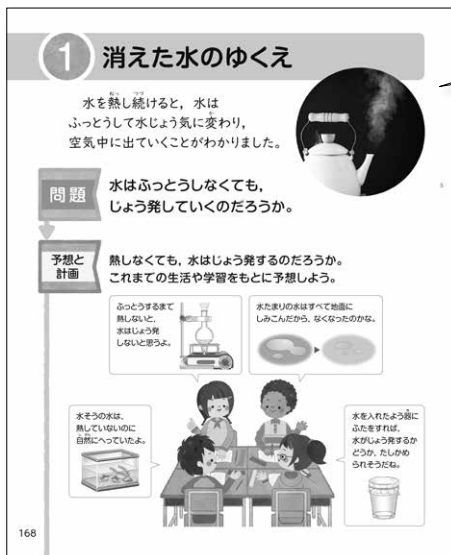 1 消えた水のゆくえ
水を熱し続けると，水は
ふっとうして水じょう気に変わり，
空気中に出ていくことがわかりました。
問題
水はふっとうしなくても，
じょう発していくのだろうか。
予想と
計画
熱しなくても，水はじょう発するのだろうか。
これまでの生活や学習をもとに予想しよう。
ふっとうするまで
熱しないと，
水はじょう発
しないと思うよ。
水たまりの水はすべて地面に
しみこんだから，なくなったのかな。
水そうの水は，
熱していないのに
自然にへっていたよ。
水を入れたよう器に
ふたをすれば，
水がじょう発するか
どうか，たしかめ
られそうだね。
168